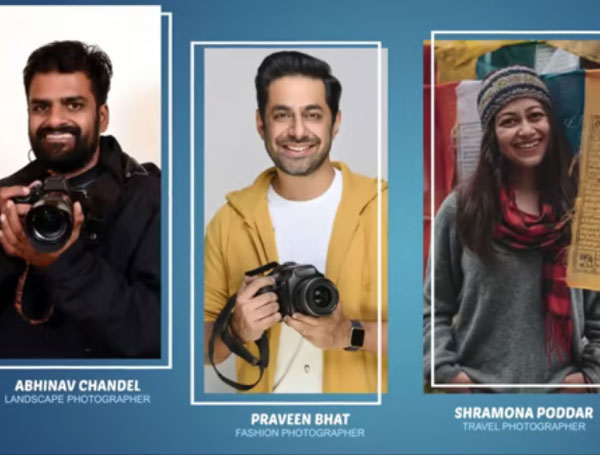 ABHINAV CHANDEL
LANDSCAPE PHOTOGRAPHER
PRAVEEN BHAT
FASHION PHOTOGRAPHER
SHRAMONA PODDAR
TRAVEL PHOTOGRAPHER